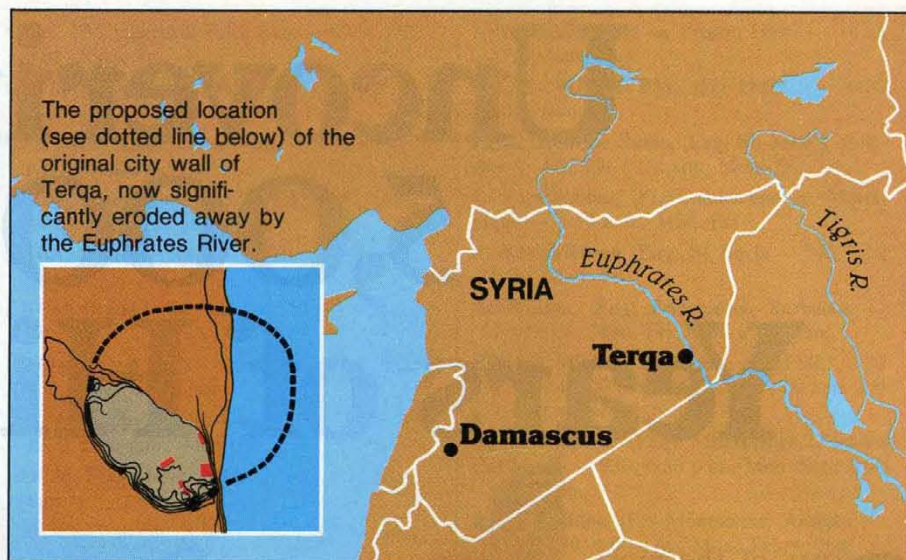 The proposed location
(see dotted line below) of the
original city wall of
Terqa, now signifi-
cantly eroded away by
the Euphrates River.
SYRIA
Euphrates R.
Tigris R.
Terqa
Damascus